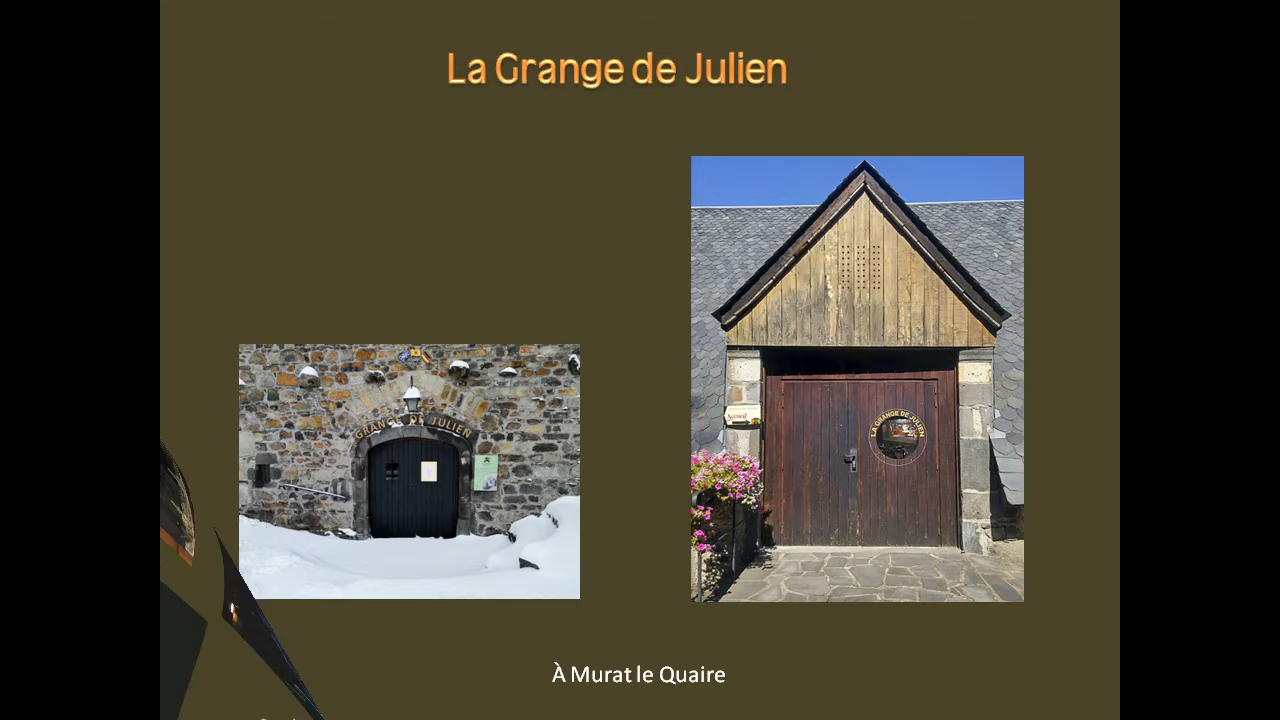 La Grange de Julien
GRANGE DE JULIEN
Accueil
LA GRANGE DE JULIEN
À Murat le Quaire